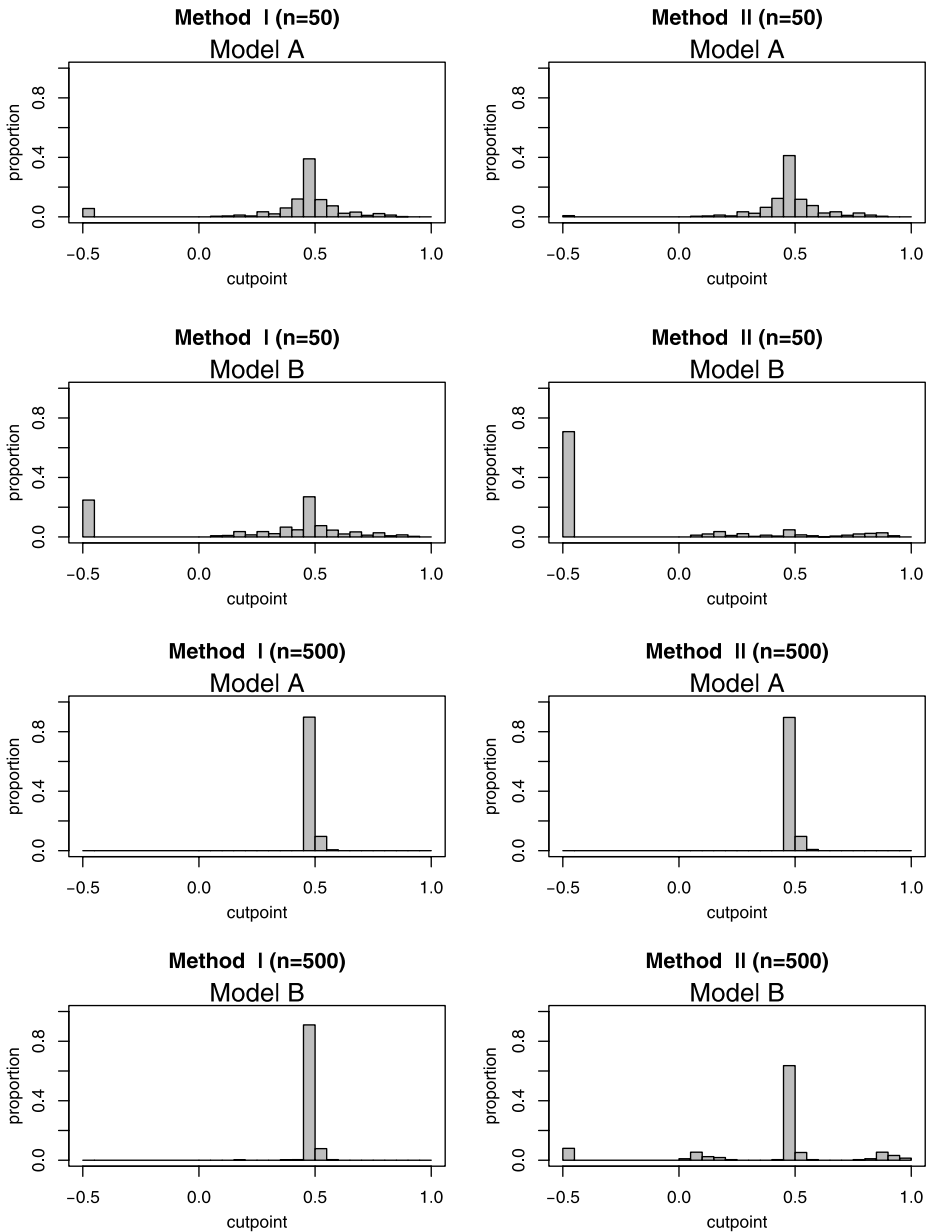 Method I (n=50)
Model A
proportion
0.8
0.4
0.0
−0.5 0.0 0.5 1.0
cutpoint
Method II (n=50)
Model A
proportion
0.8
0.4
0.0
−0.5 0.0 0.5 1.0
cutpoint
Method I (n=50)
Model B
proportion
0.8
0.4
0.0
−0.5 0.0 0.5 1.0
cutpoint
Method II (n=50)
Model B
proportion
0.8
0.4
0.0
−0.5 0.0 0.5 1.0
cutpoint
Method I (n=500)
Model A
proportion
0.8
0.4
0.0
−0.5 0.0 0.5 1.0
cutpoint
Method II (n=500)
Model A
proportion
0.8
0.4
0.0
−0.5 0.0 0.5 1.0
cutpoint
Method I (n=500)
Model B
proportion
0.8
0.4
0.0
−0.5 0.0 0.5 1.0
cutpoint
Method II (n=500)
Model B
proportion
0.8
0.4
0.0
−0.5 0.0 0.5 1.0
cutpoint